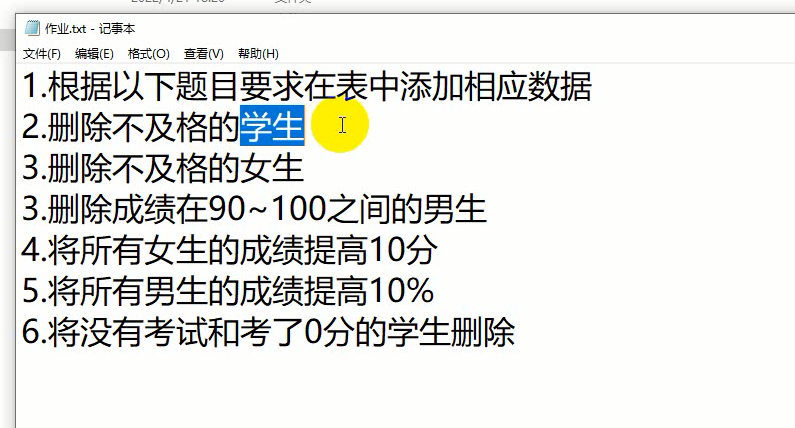 作业.txt - 记事本
文件(F) 编辑(E) 格式(O) 查看(V) 帮助(H)
1.根据以下题目要求在表中添加相应数据
2.删除不及格的学生
3.删除不及格的女生
3.删除成绩在90~100之间的男生
4.将所有女生的成绩提高10分
5.将所有男生的成绩提高10%
6.将没有考试和考了0分的学生删除